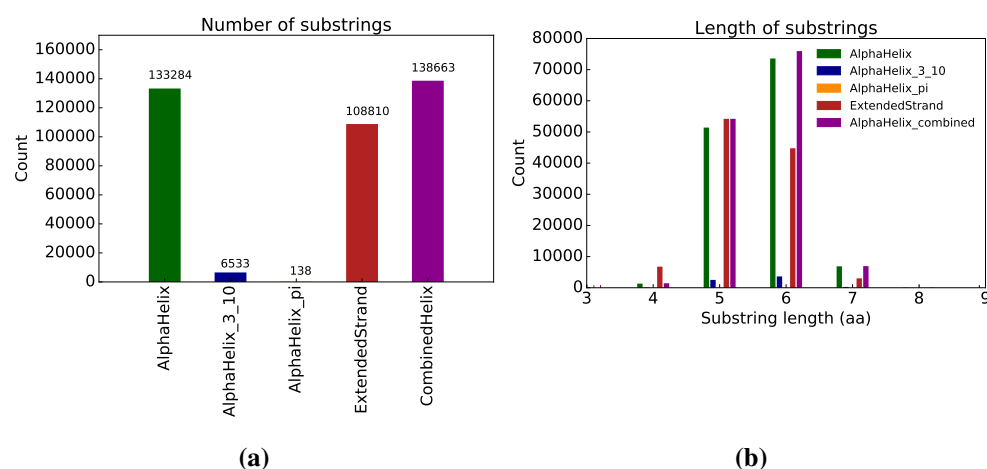 Number of substrings
160000
140000
120000
100000
80000
60000
40000
20000
0
Count
133284
6533
138
108810
138663
AlphaHelix
AlphaHelix_3_10
AlphaHelix_pi
ExtendedStrand
CombinedHelix
(a)
Length of substrings
80000
70000
60000
50000
40000
30000
20000
10000
0
Count
AlphaHelix
AlphaHelix_3_10
AlphaHelix_pi
ExtendedStrand
AlphaHelix_combined
3 4 5 6 7 8 9
Substring length (aa)
(b)